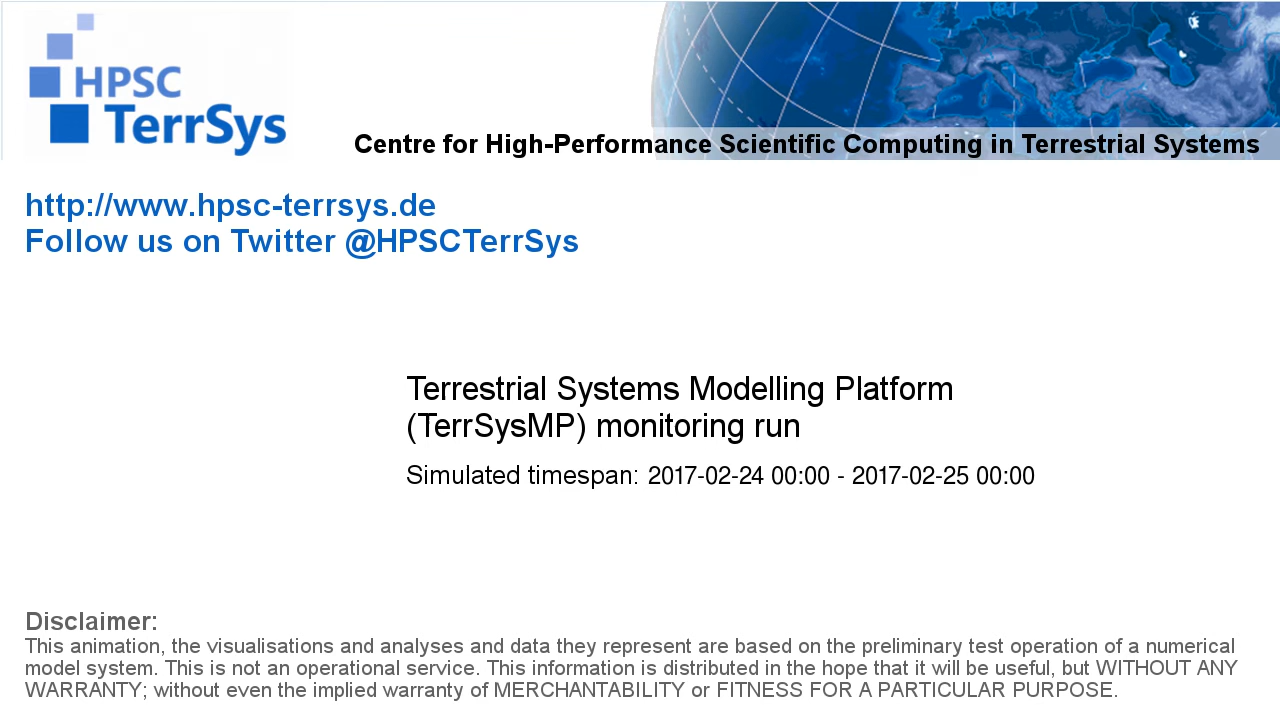 HPSC
TerrSys
Centre for High-Performance Scientific Computing in Terrestrial Systems
http://www.hpsc-terrsys.de
Follow us on Twitter @HPSCTerrSys
Terrestrial Systems Modelling Platform
(TerrSysMP) monitoring run
Simulated timespan: 2017-02-24 00:00 - 2017-02-25 00:00
Disclaimer:
This animation, the visualisations and analyses and data they represent are based on the preliminary test operation of a numerical
model system. This is not an operational service. This information is distributed in the hope that it will be useful, but WITHOUT ANY
WARRANTY; without even the implied warranty of MERCHANTABILITY or FITNESS FOR A PARTICULAR PURPOSE.